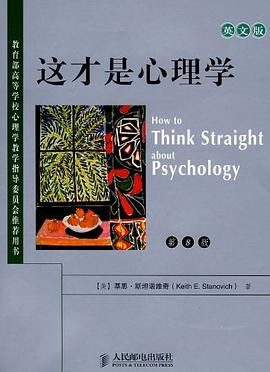 英文版
教育部高等学校心理学教学指导委员会推荐用书
这才是心理学
How to
Think Straight
about
Psychology
第8版
【美】基思·斯坦诺维奇（Keith E. Stanovich） 著
人民邮电出版社
POSTS & TELECOM PRESS